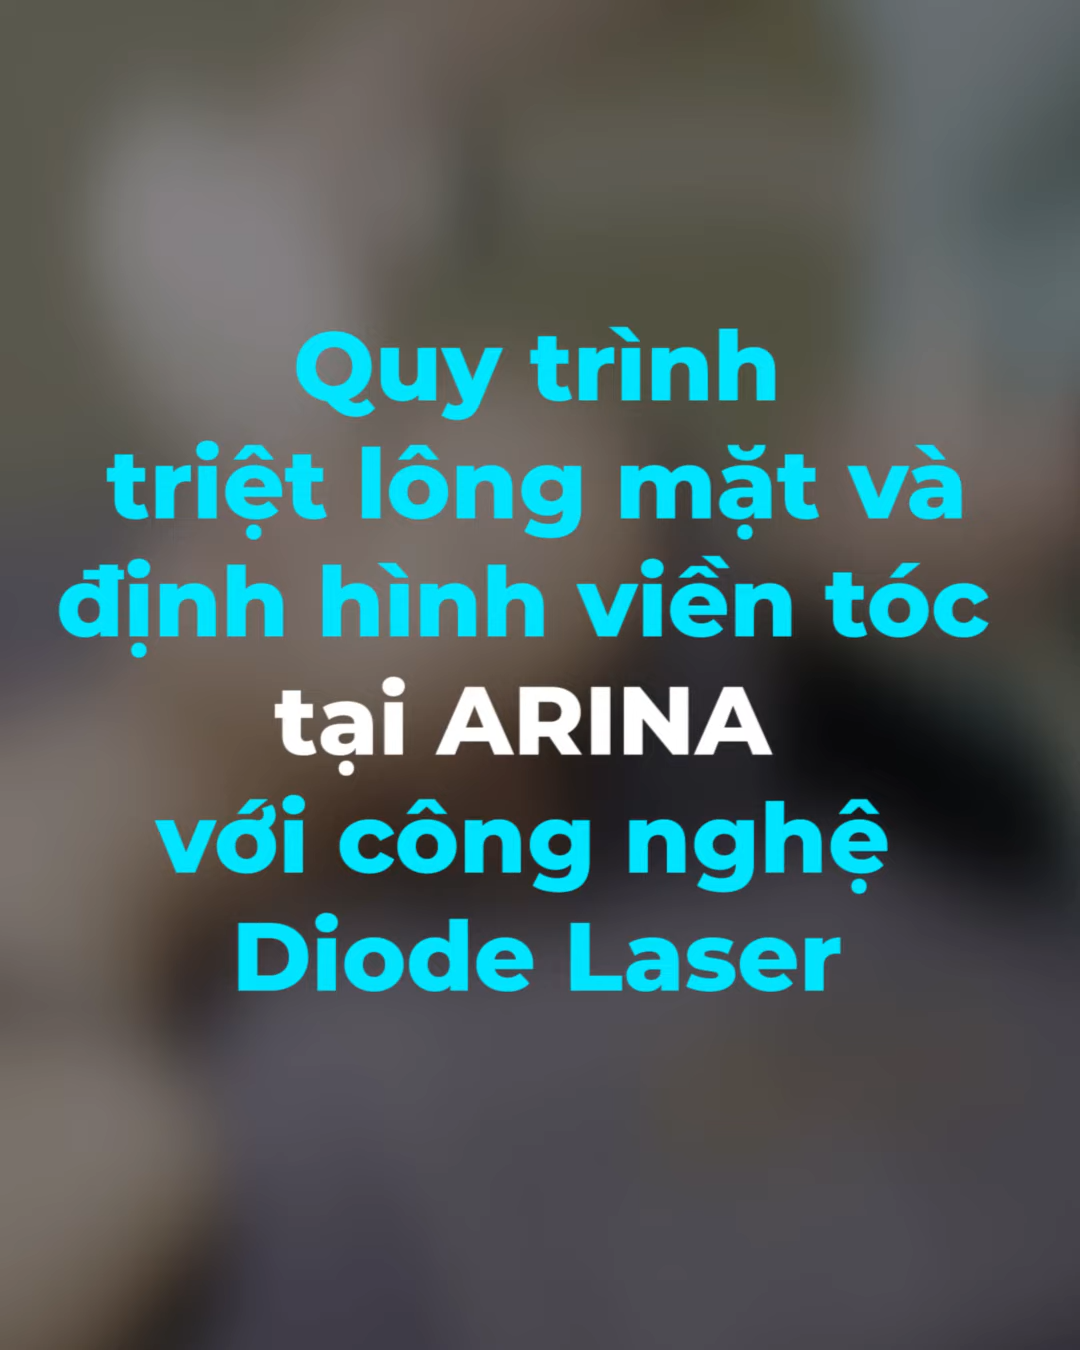 Quy trình
triệt lông mặt và
định hình viền tóc
tại ARINA
với công nghệ
Diode Laser